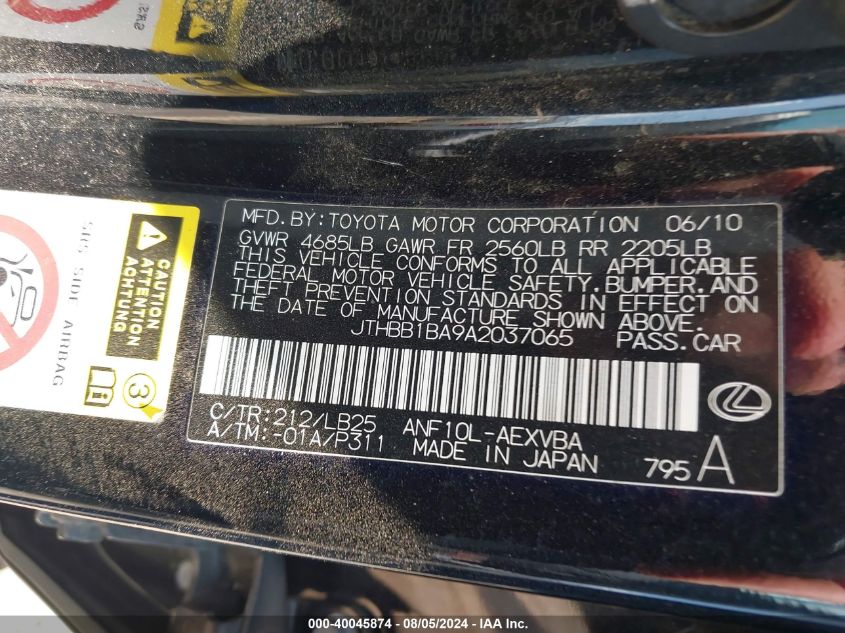 MFD. BY: TOYOTA MOTOR CORPORATION 06/10
GVWR 4685LB GAWR FR 2560LB RR 2205LB
THIS VEHICLE CONFORMS TO ALL APPLICABLE
FEDERAL MOTOR VEHICLE SAFETY, BUMPER, AND
THEFT PREVENTION STANDARDS IN EFFECT ON
THE DATE OF MANUFACTURE SHOWN ABOVE.
JTHBB1BA9A2037065 PASS.CAR
C/TR:212/LB25 ANF10L-AEXVBA
A/TM:-01A/P311 MADE IN JAPAN 795 A
SRS SIDE AIRBAG
CAUTION
ATTENTION
ACHTUNG
3
i
000-40045874 - 08/05/2024 - © IAA, Inc.